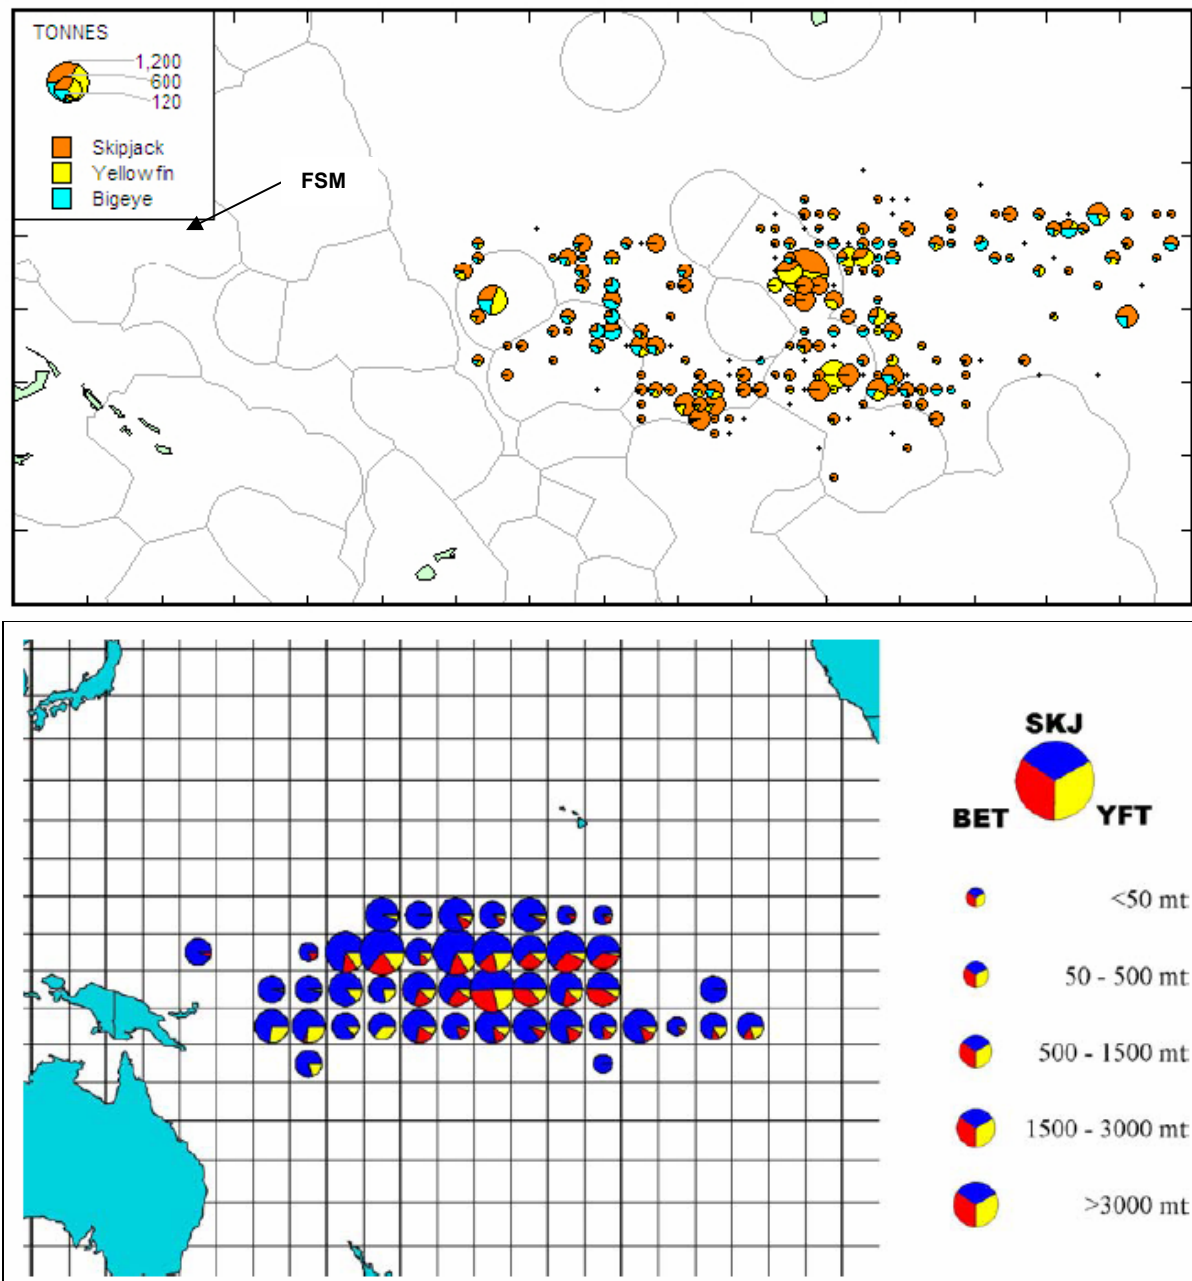 TONNES
1,200
600
120
Skipjack
Yellowfin
Bigeye
FSM
SKJ
BET
YFT
<50 mt
50 - 500 mt
500 - 1500 mt
1500 - 3000 mt
>3000 mt